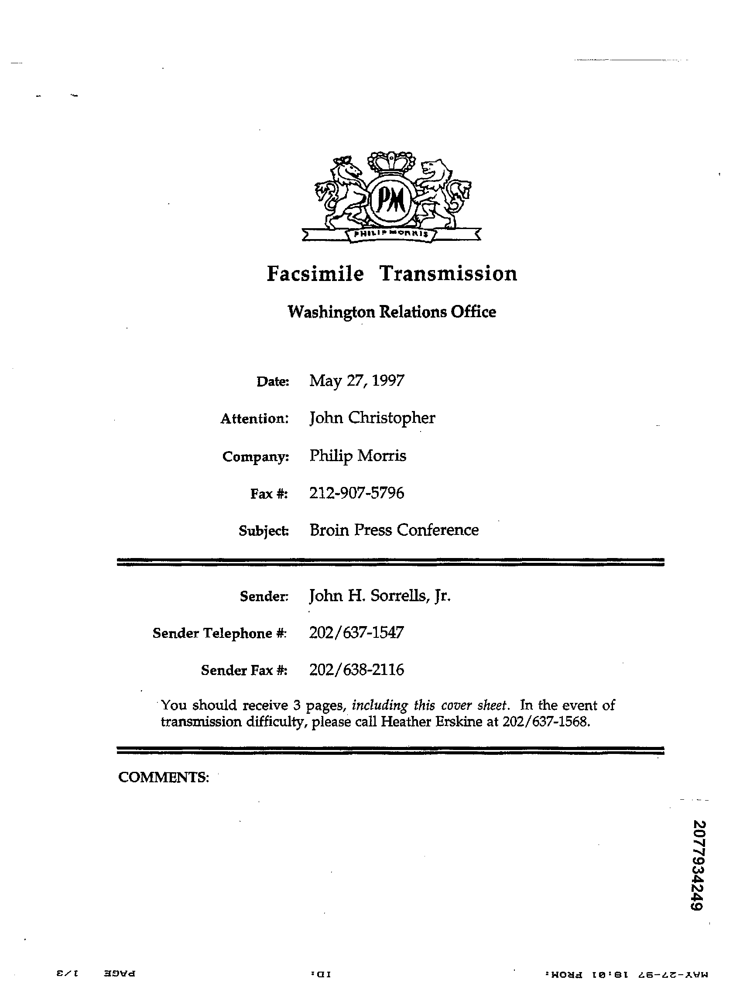 PM
PHILIP MORRIS
Facsimile Transmission
Washington Relations Office
Date: May 27, 1997
Attention: John Christopher
Company: Philip Morris
Fax #: 212-907-5796
Subject: Broin Press Conference
Sender: John H. Sorrells, Jr.
Sender Telephone #: 202/637-1547
Sender Fax #: 202/638-2116
You should receive 3 pages, including this cover sheet. In the event of
transmission difficulty, please call Heather Erskine at 202/637-1568.
COMMENTS:
2077934249
MAY-27-97 18:01 FROM: ID: PAGE 1/3